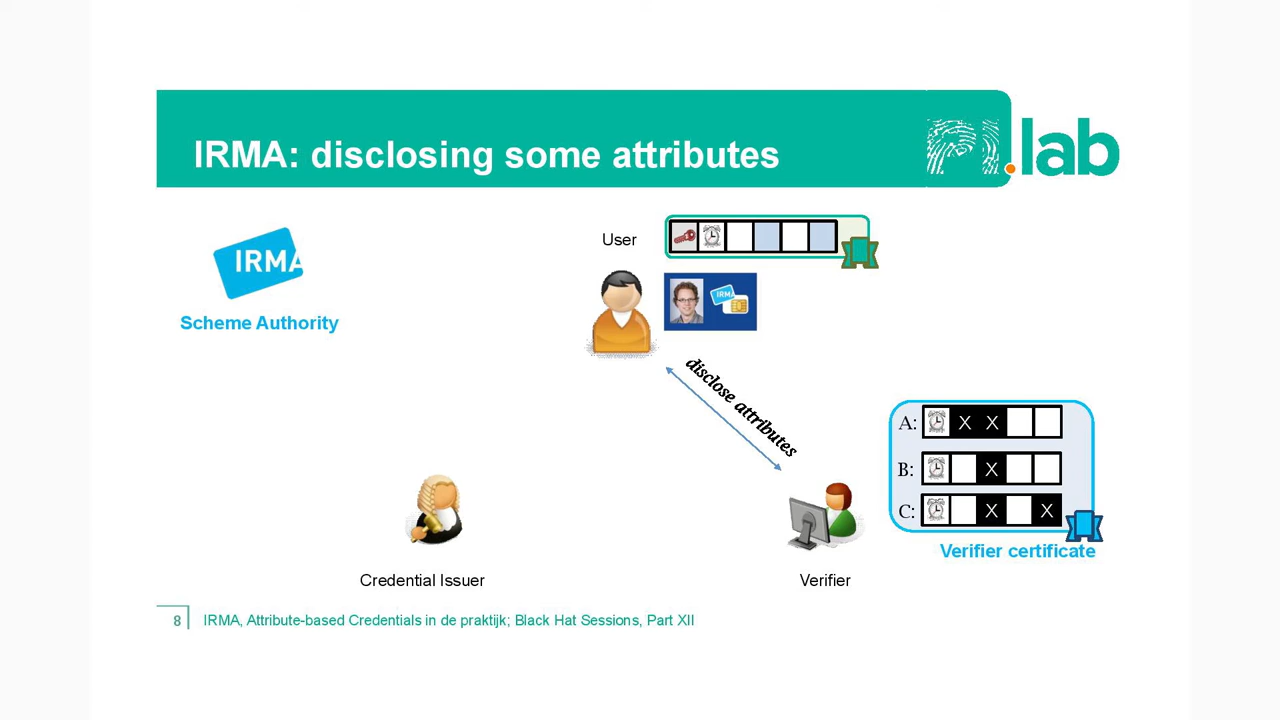 IRMA: disclosing some attributes
PI.lab
User
IRMA
IRMA
Scheme Authority
disclose attributes
A: X X
B: X
C: X X
Verifier certificate
Credential Issuer
Verifier
8
IRMA, Attribute-based Credentials in de praktijk; Black Hat Sessions, Part XII